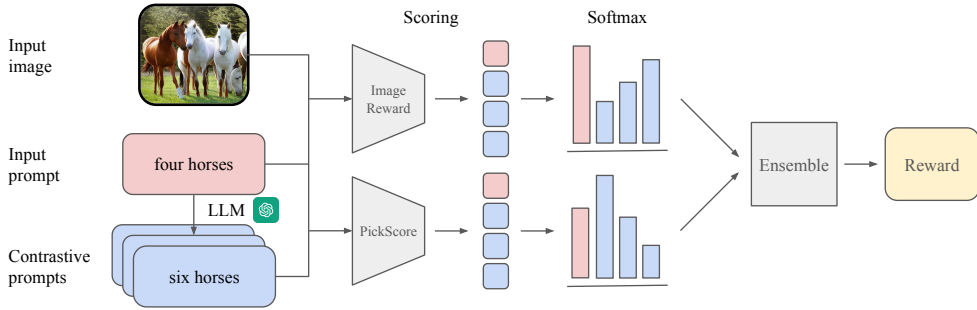 Scoring
Softmax
Input
image
Image
Reward
Input
prompt
four horses
LLM
Ensemble
Reward
PickScore
Contrastive
prompts
six horses